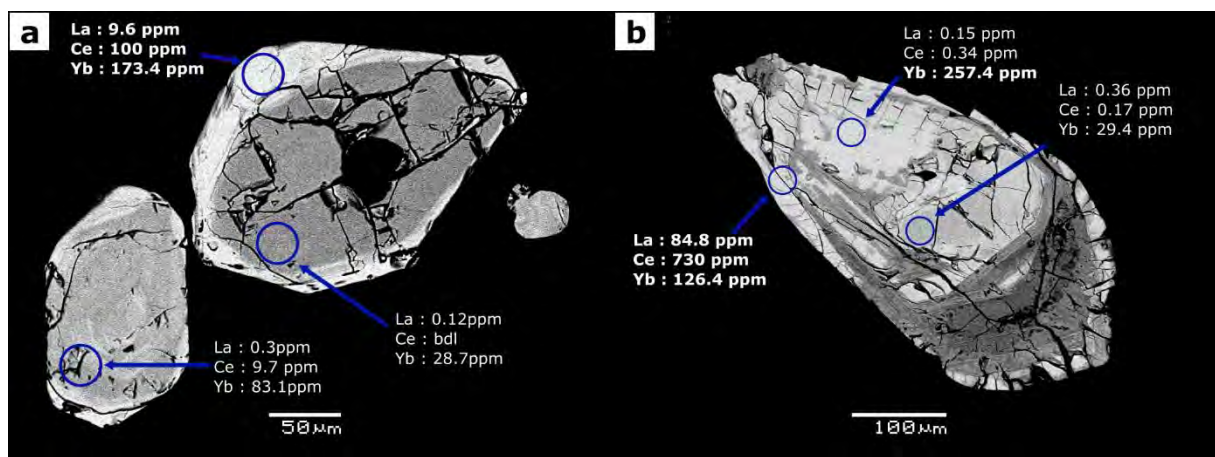 a
La : 9.6 ppm
Ce : 100 ppm
Yb : 173.4 ppm
La : 0.12ppm
Ce : bdl
Yb : 28.7ppm
La : 0.3ppm
Ce : 9.7 ppm
Yb : 83.1ppm
50μm
b
La : 0.15 ppm
Ce : 0.34 ppm
Yb : 257.4 ppm
La : 0.36 ppm
Ce : 0.17 ppm
Yb : 29.4 ppm
La : 84.8 ppm
Ce : 730 ppm
Yb : 126.4 ppm
100μm